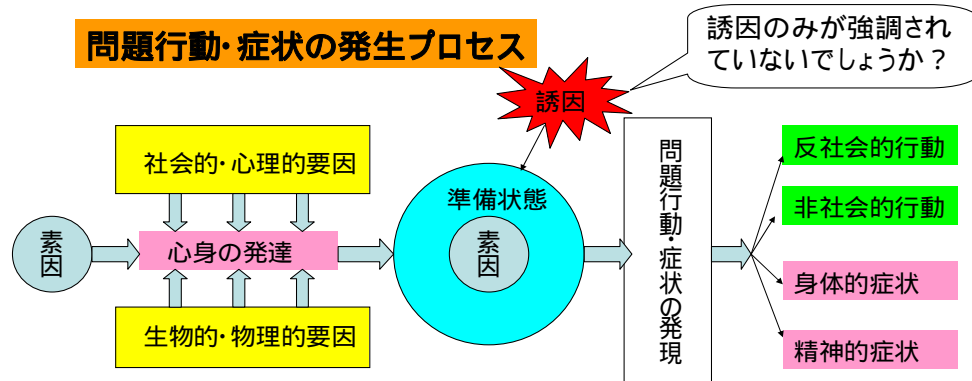 問題行動・症状の発生プロセス
誘因のみが強調され
ていないでしょうか？
誘因
社会的・心理的要因
素因
心身の発達
生物的・物理的要因
準備状態
素因
問題行動・症状の発現
反社会的行動
非社会的行動
身体的症状
精神的症状